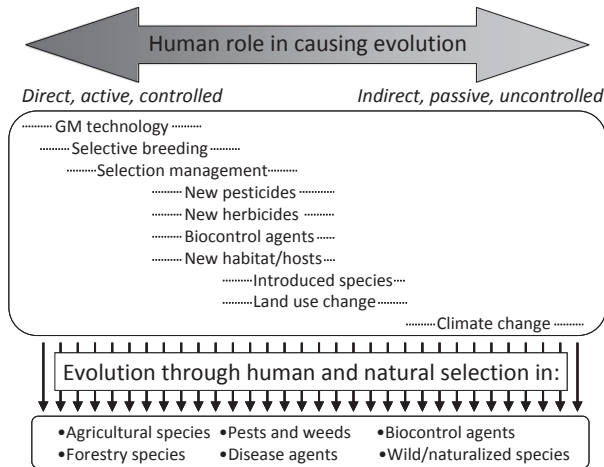 Human role in causing evolution
Direct, active, controlled Indirect, passive, uncontrolled
GM technology
Selective breeding
Selection management
New pesticides
New herbicides
Biocontrol agents
New habitat/hosts
Introduced species
Land use change
Climate change
Evolution through human and natural selection in:
•Agricultural species •Pests and weeds •Biocontrol agents
•Forestry species •Disease agents •Wild/naturalized species